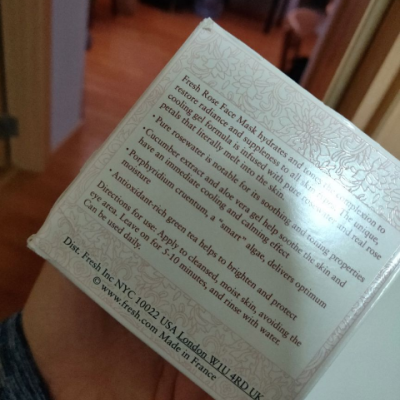 Fresh Rose Face Mask hydrates and tones the complexion to
restore radiance and suppleness to all skin types. The unique,
cooling gel formula is infused with pure rosewater and real rose
petals that literally melt into the skin.
• Pure rosewater is notable for its soothing and toning properties
• Cucumber extract and aloe vera gel help soothe the skin and
have an immediate cooling and calming effect
• Porphyridium cruentum, a "smart" algae, delivers optimum
moisture
• Antioxidant-rich green tea helps to brighten and protect
Directions for use: Apply to cleansed, moist skin, avoiding the
eye area. Leave on for 5-10 minutes, and rinse with water.
Can be used daily.
Dist. Fresh Inc NYC 10022 USA London W1U 4RD UK
© www.fresh.com Made in France